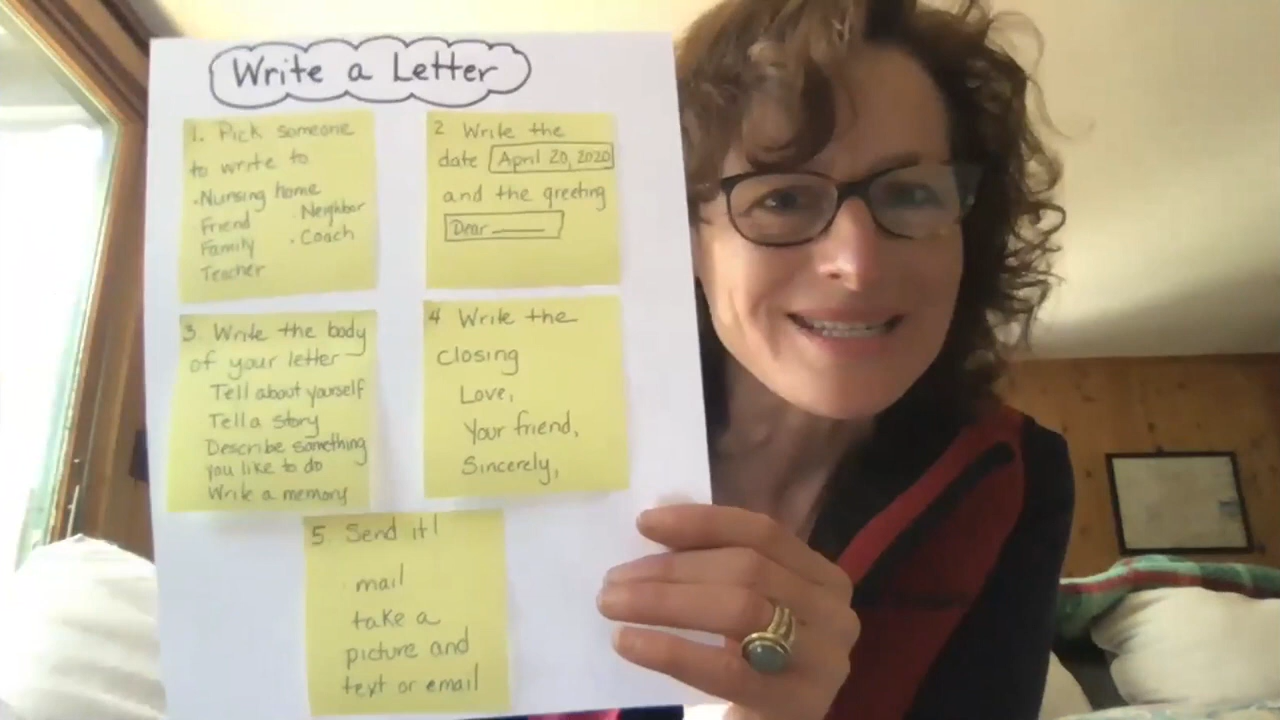 Write a Letter
1. Pick someone
to write to
·Nursing home
Friend
·Neighbor
Family
·Coach
Teacher
2 Write the
date April 20, 2020
and the greeting
Dear ______
3. Write the body
of your letter
Tell about yourself
Tell a story
Describe something
you like to do
Write a memory
4 Write the
closing
Love,
Your friend,
Sincerely,
5 Send it!
· mail
take a
picture and
text or email